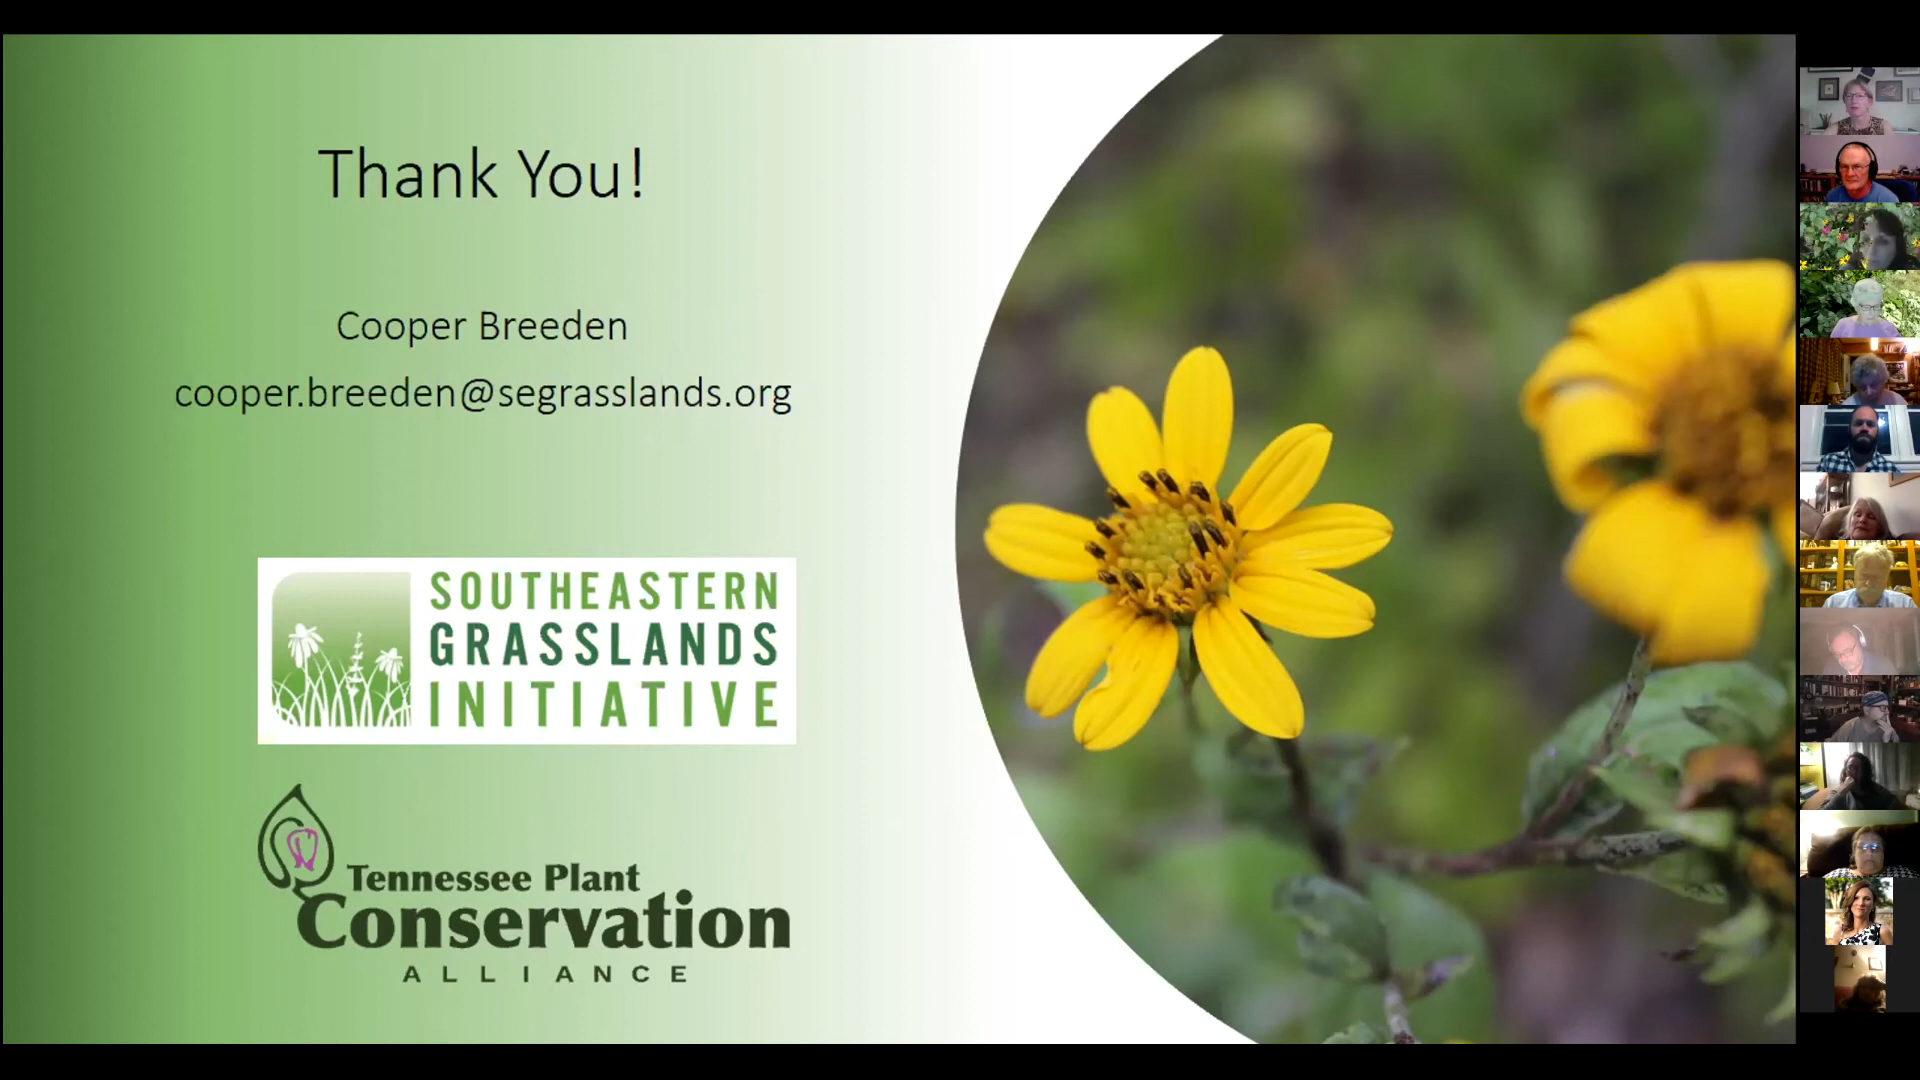 Thank You!
Cooper Breeden
cooper.breeden@segrasslands.org
SOUTHEASTERN
GRASSLANDS
INITIATIVE
Tennessee Plant
Conservation
ALLIANCE